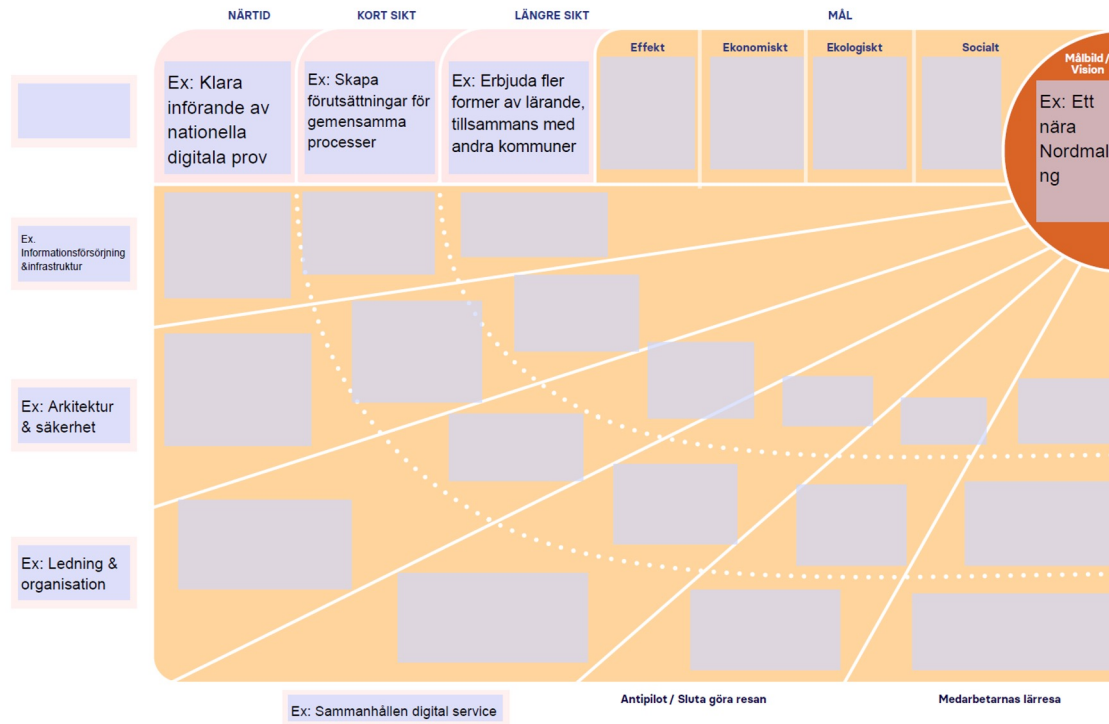 NÄRTID
KORT SIKT
LÄNGRE SIKT
MÅL
Effekt
Ekonomiskt
Ekologiskt
Socialt
Målbild /
Vision
Ex: Klara
införande av
nationella
digitala prov
Ex: Skapa
förutsättningar för
gemensamma
processer
Ex: Erbjuda fler
former av lärande,
tillsammans med
andra kommuner
Ex: Ett
nära
Nordmali
ng
Ex.
Informationsförsörjning
&infrastruktur
Ex: Arkitektur
& säkerhet
Ex: Ledning &
organisation
Ex: Sammanhållen digital service
Antipilot / Sluta göra resan
Medarbetarnas lärresa